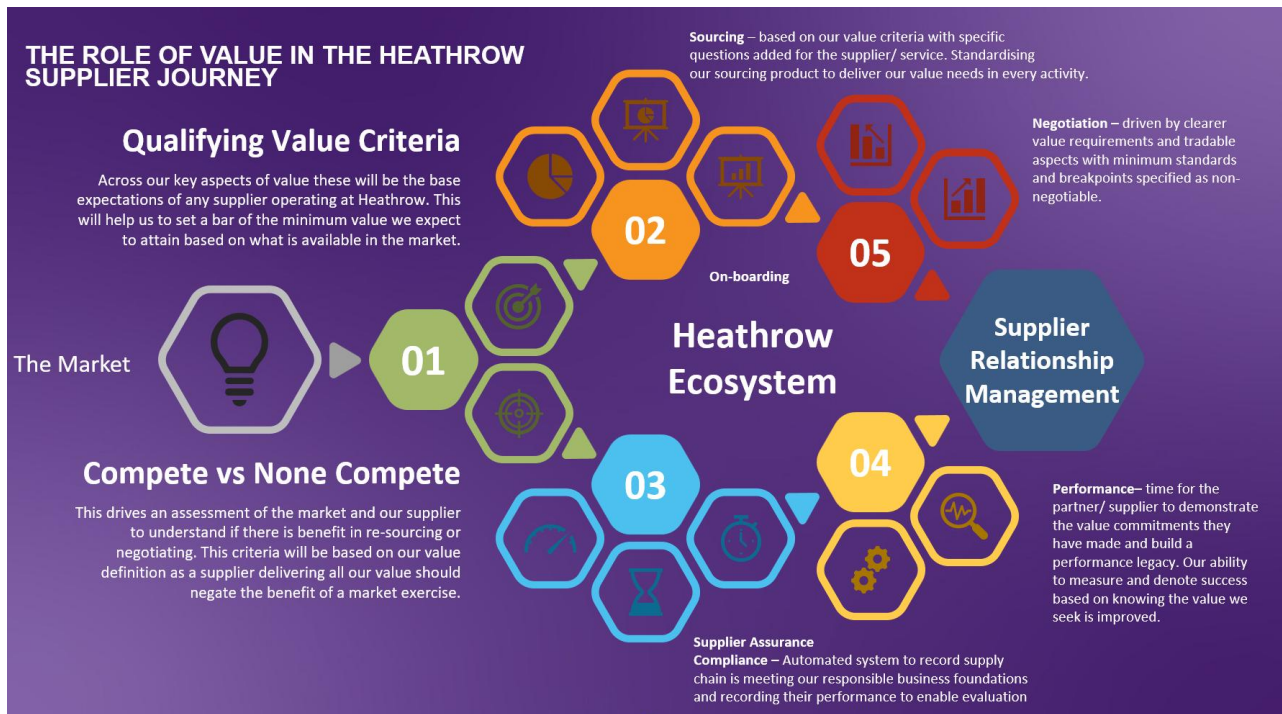 THE ROLE OF VALUE IN THE HEATHROW
SUPPLIER JOURNEY
Qualifying Value Criteria
Across our key aspects of value these will be the base
expectations of any supplier operating at Heathrow. This
will help us to set a bar of the minimum value we expect
to attain based on what is available in the market.
Sourcing – based on our value criteria with specific
questions added for the supplier/ service. Standardising
our sourcing product to deliver our value needs in every activity.
Negotiation – driven by clearer
value requirements and tradable
aspects with minimum standards
and breakpoints specified as non-
negotiable.
02
05
On-boarding
The Market
01
Heathrow
Ecosystem
Supplier
Relationship
Management
Compete vs None Compete
This drives an assessment of the market and our supplier
to understand if there is benefit in re-sourcing or
negotiating. This criteria will be based on our value
definition as a supplier delivering all our value should
negate the benefit of a market exercise.
03
04
Performance– time for the
partner/ supplier to demonstrate
the value commitments they
have made and build a
performance legacy. Our ability
to measure and denote success
based on knowing the value we
seek is improved.
Supplier Assurance
Compliance – Automated system to record supply
chain is meeting our responsible business foundations
and recording their performance to enable evaluation